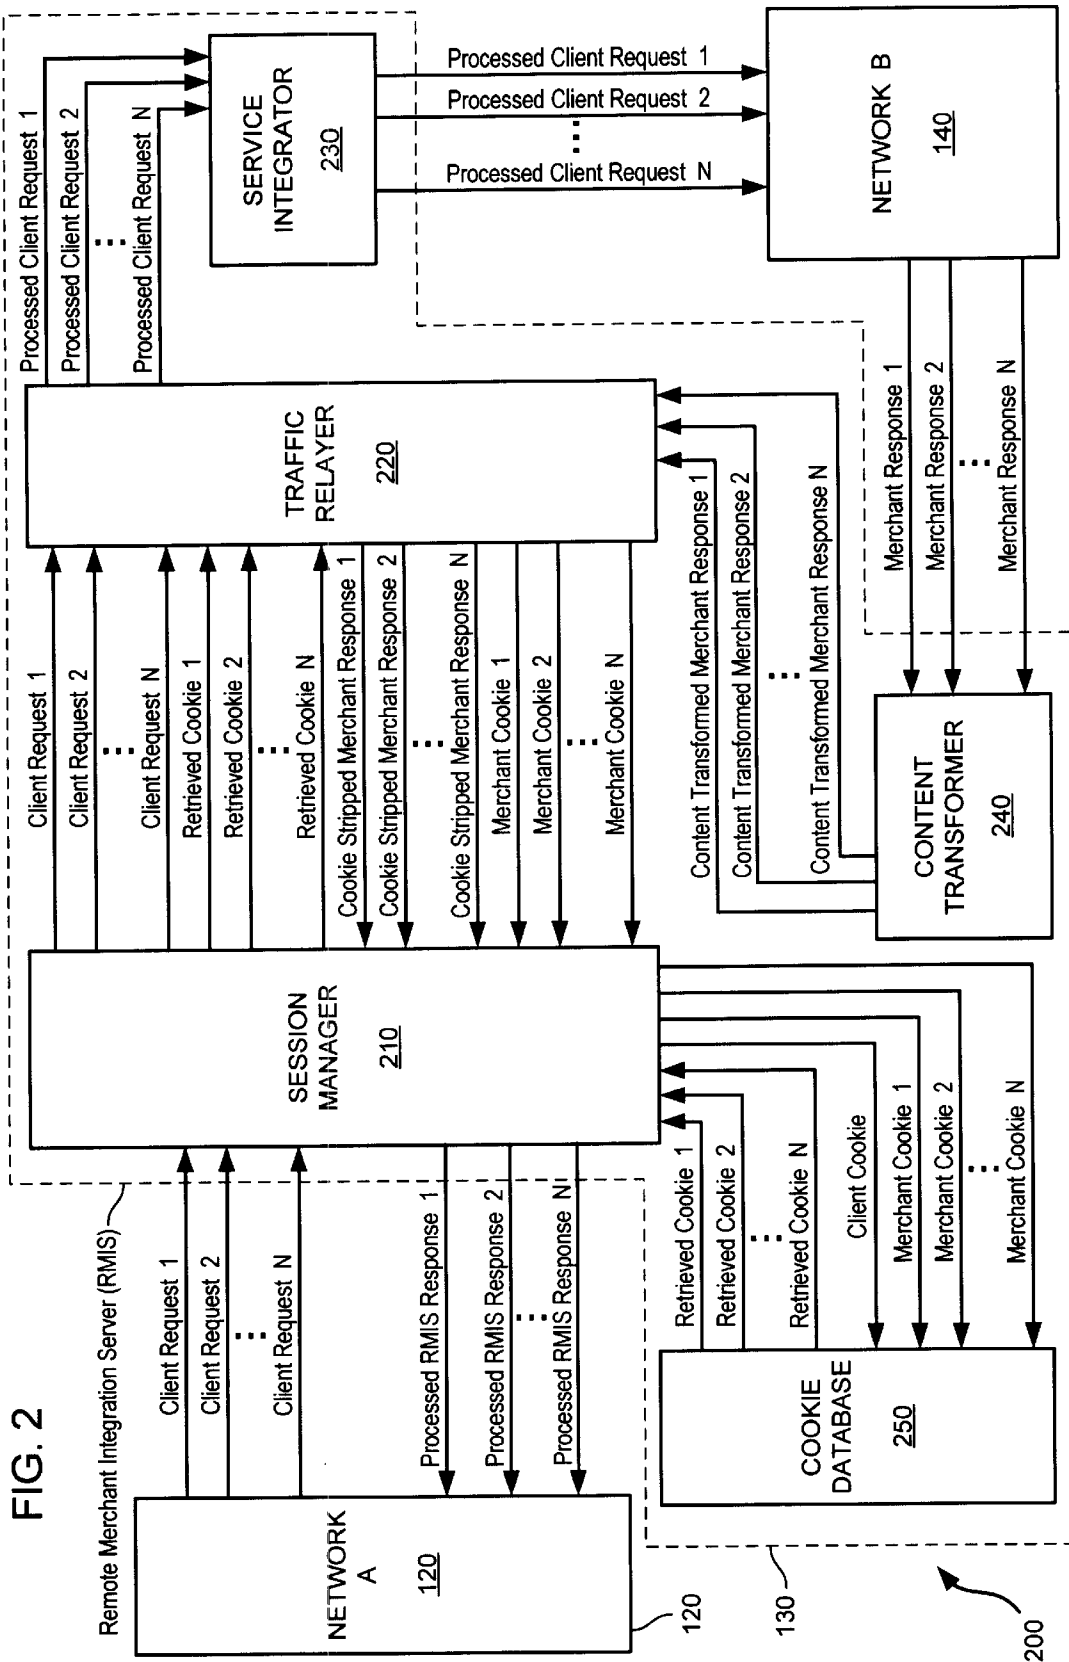 FIG. 2
Remote Merchant Integration Server (RMIS)
NETWORK
A
120
120
Client Request 1
Client Request 2
Client Request N
Processed RMIS Response 1
Processed RMIS Response 2
Processed RMIS Response N
SESSION
MANAGER
210
Client Request 1
Client Request 2
Client Request N
Retrieved Cookie 1
Retrieved Cookie 2
Retrieved Cookie N
Cookie Stripped Merchant Response 1
Cookie Stripped Merchant Response 2
Cookie Stripped Merchant Response N
Merchant Cookie 1
Merchant Cookie 2
Merchant Cookie N
TRAFFIC
RELAYER
220
Processed Client Request 1
Processed Client Request 2
Processed Client Request N
SERVICE
INTEGRATOR
230
Processed Client Request 1
Processed Client Request 2
Processed Client Request N
NETWORK B
140
Merchant Response 1
Merchant Response 2
Merchant Response N
CONTENT
TRANSFORMER
240
Content Transformed Merchant Response 1
Content Transformed Merchant Response 2
Content Transformed Merchant Response N
COOKIE
DATABASE
250
Retrieved Cookie 1
Retrieved Cookie 2
Retrieved Cookie N
Client Cookie
Merchant Cookie 1
Merchant Cookie 2
Merchant Cookie N
130
200